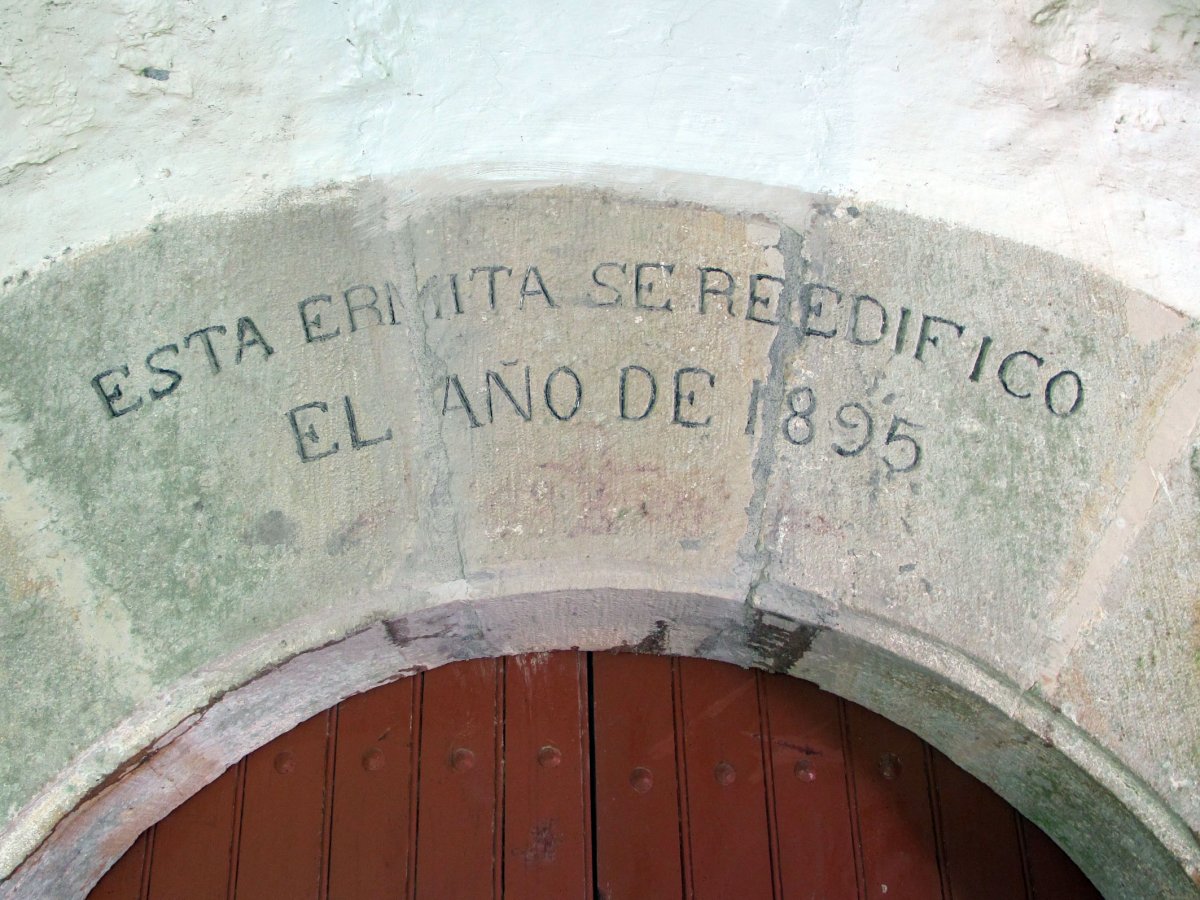 ESTA ERMITA SE REEDIFICO
EL AÑO DE 1895